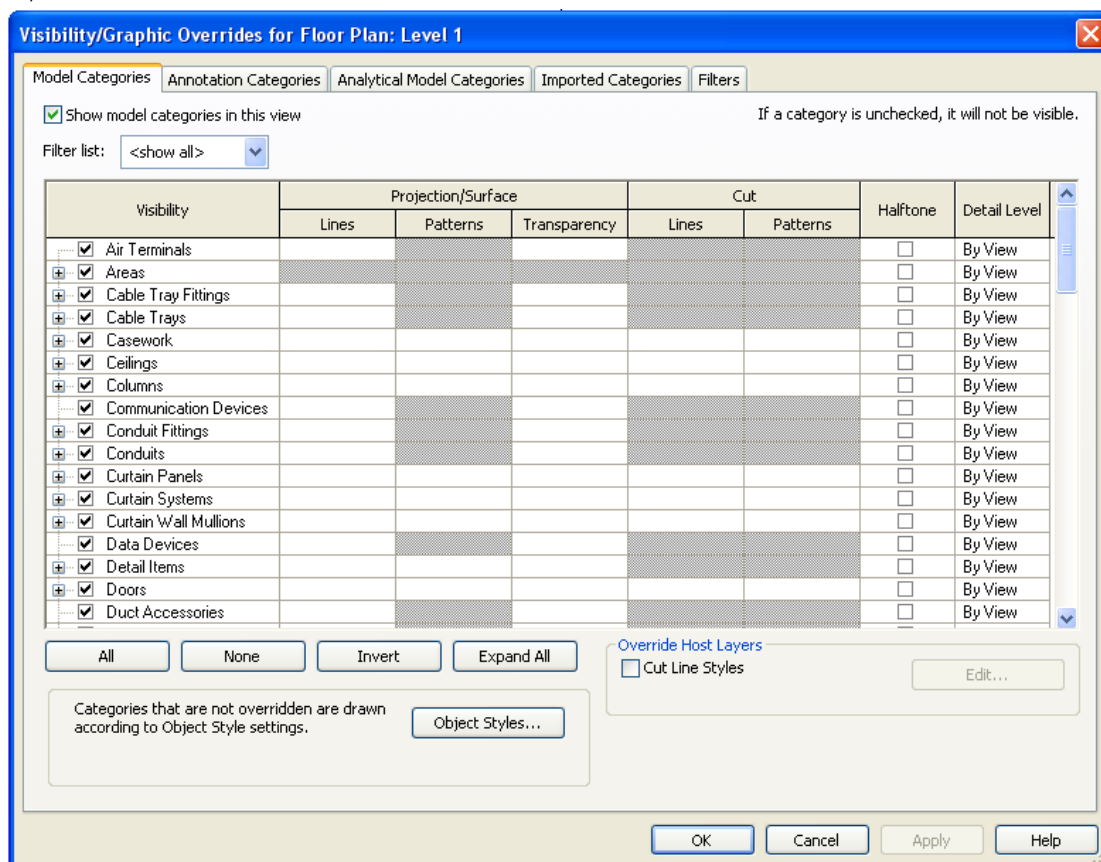 Visibility/Graphic Overrides for Floor Plan: Level 1
Model Categories Annotation Categories Analytical Model Categories Imported Categories Filters
Show model categories in this view If a category is unchecked, it will not be visible.
Filter list: <show all>
Visibility Projection/Surface Cut Halftone Detail Level
Lines Patterns Transparency Lines Patterns
Air Terminals By View
Areas By View
Cable Tray Fittings By View
Cable Trays By View
Casework By View
Ceilings By View
Columns By View
Communication Devices By View
Conduit Fittings By View
Conduits By View
Curtain Panels By View
Curtain Systems By View
Curtain Wall Mullions By View
Data Devices By View
Detail Items By View
Doors By View
Duct Accessories By View
All None Invert Expand All
Override Host Layers
Cut Line Styles Edit...
Categories that are not overridden are drawn
according to Object Style settings.
Object Styles...
OK Cancel Apply Help